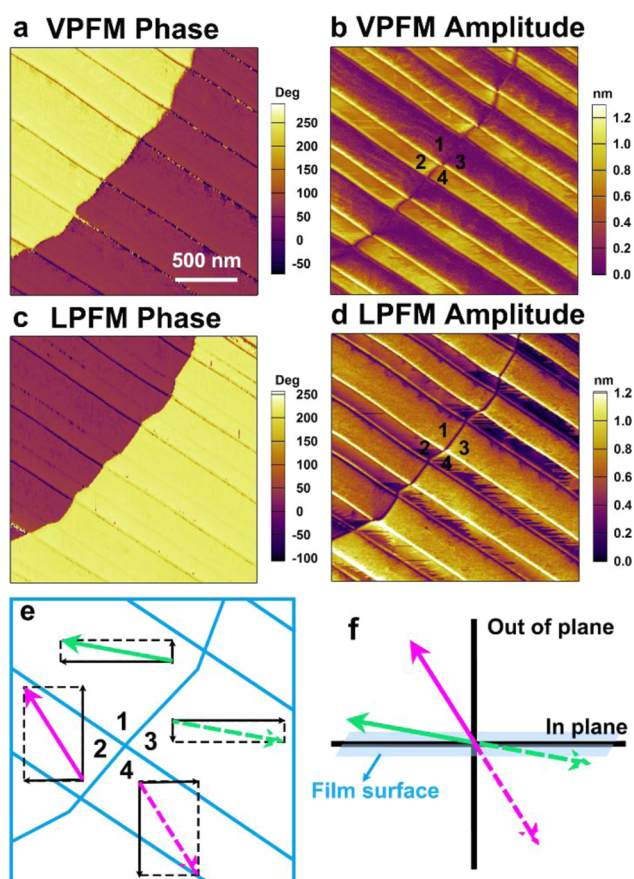 a VPFM Phase
b VPFM Amplitude
Deg
250
200
150
100
50
0
-50
500 nm
nm
1.2
1.0
0.8
0.6
0.4
0.2
0.0
1
2 3
4
c LPFM Phase
d LPFM Amplitude
Deg
250
200
150
100
50
0
-50
-100
nm
1.2
1.0
0.8
0.6
0.4
0.2
0.0
1
2 3
4
e
1
2 3
4
f
Out of plane
In plane
Film surface